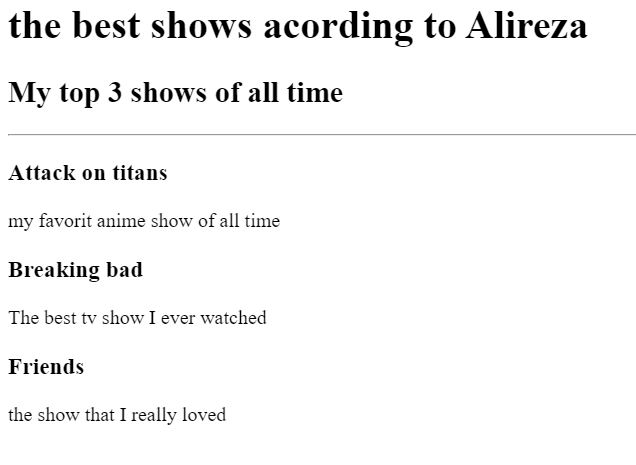 the best shows acording to Alireza
My top 3 shows of all time
Attack on titans
my favorit anime show of all time
Breaking bad
The best tv show I ever watched
Friends
the show that I really loved